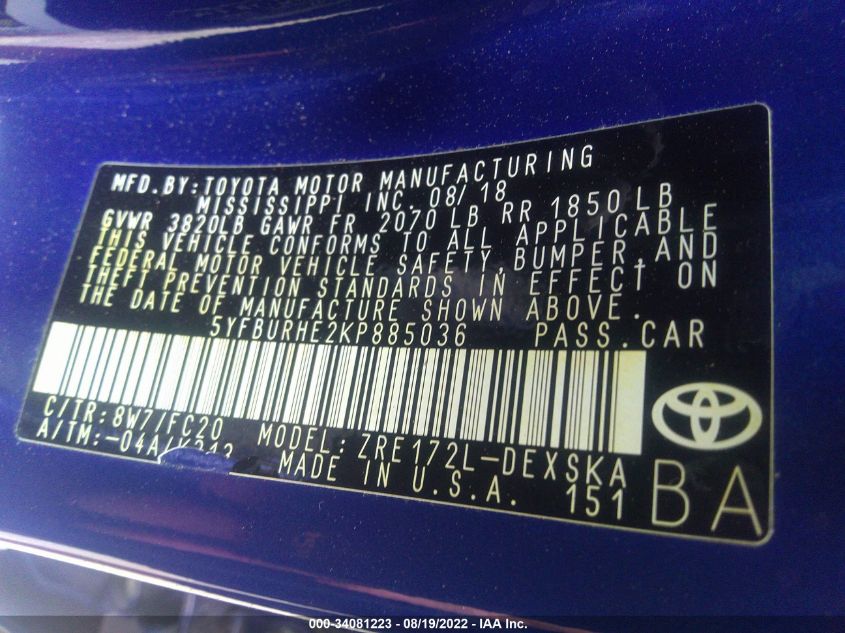 MFD.BY:TOYOTA MOTOR MANUFACTURING
MISSISSIPPI INC. 08/18
GVWR 3820LB GAWR FR 2070 LB RR 1850 LB
THIS VEHICLE CONFORMS TO ALL APPLICABLE
FEDERAL MOTOR VEHICLE SAFETY,BUMPER,AND
THEFT PREVENTION STANDARDS IN EFFECT ON
THE DATE OF MANUFACTURE SHOWN ABOVE.
5YFBURHE2KP885036 PASS.CAR
C/TR:8W7/FC20 MODEL:ZRE172L-DEXSKA
A/TM:-04A/K313 MADE IN U.S.A. 151
BA
000-34081223 - 08/19/2022 - IAA Inc.